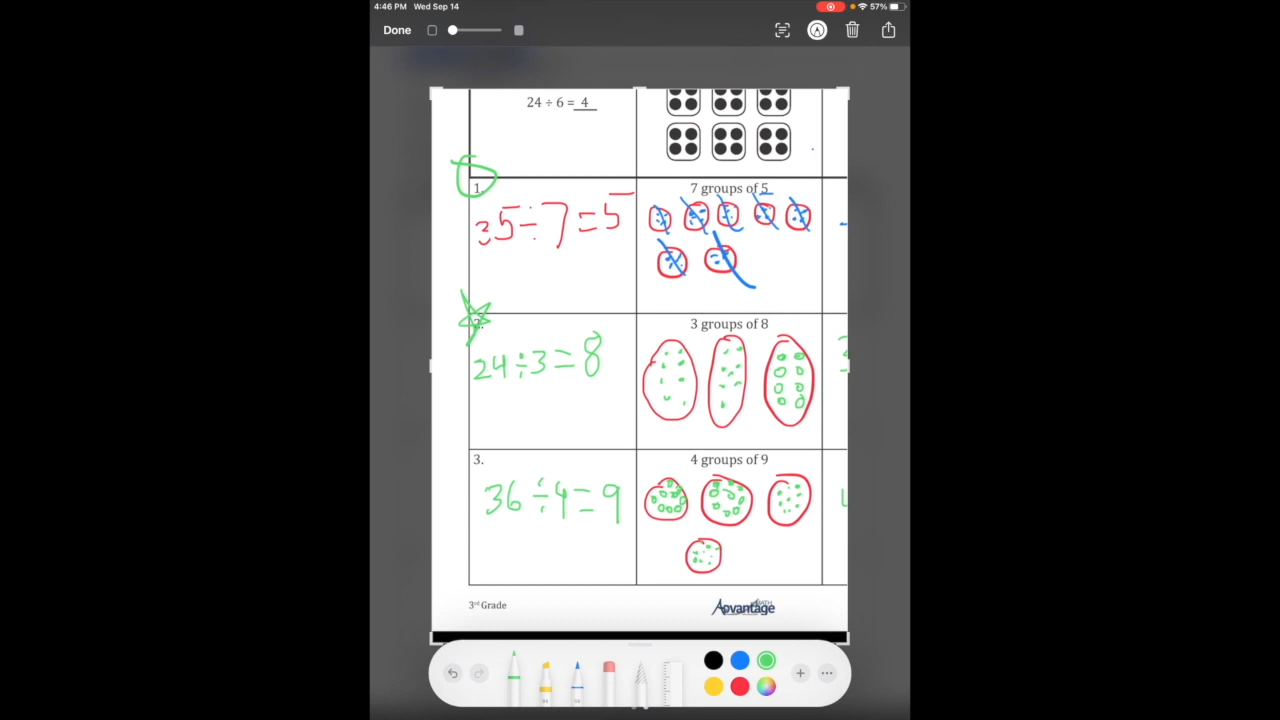 4:46 PM Wed Sep 14
57%
Done
24 ÷ 6 = 4
1.
7 groups of 5
35÷7=5
2.
3 groups of 8
24÷3=8
3.
4 groups of 9
36÷4=9
3rd Grade
MATH
Advantage